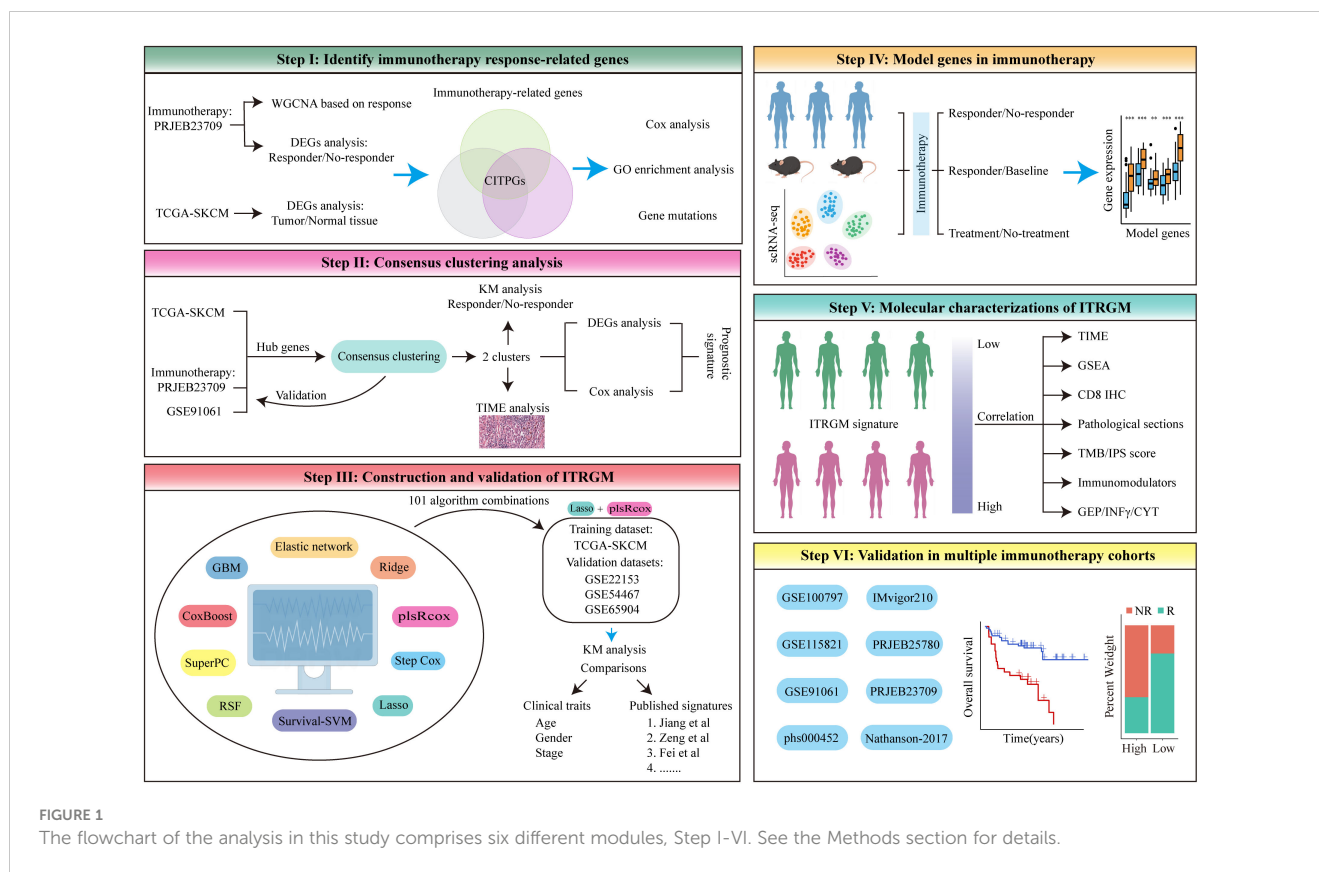 Step I: Identify immunotherapy response-related genes
Immunotherapy:
PRJEB23709
WGCNA based on response
DEGs analysis:
Responder/No-responder
TCGA-SKCM
DEGs analysis:
Tumor/Normal tissue
Immunotherapy-related genes
CITPGs
Cox analysis
GO enrichment analysis
Gene mutations
Step II: Consensus clustering analysis
TCGA-SKCM
Immunotherapy:
PRJEB23709
GSE91061
Hub genes
Validation
Consensus clustering
KM analysis
Responder/No-responder
2 clusters
TIME analysis
DEGs analysis
Cox analysis
Prognostic
signature
Step III: Construction and validation of ITRGM
101 algorithm combinations
Elastic network
GBM
Ridge
CoxBoost
plsRcox
SuperPC
Step Cox
RSF
Lasso
Survival-SVM
Lasso + plsRcox
Training dataset:
TCGA-SKCM
Validation datasets:
GSE22153
GSE54467
GSE65904
KM analysis
Comparisons
Clinical traits
Age
Gender
Stage
Published signatures
1. Jiang et al
2. Zeng et al
3. Fei et al
4. .......
Step IV: Model genes in immunotherapy
scRNA-seq
Immunotherapy
Responder/No-responder
Responder/Baseline
Treatment/No-treatment
Gene expression
*** *** ** *** ***
Model genes
Step V: Molecular characterizations of ITRGM
ITRGM signature
Low
Correlation
High
TIME
GSEA
CD8 IHC
Pathological sections
TMB/IPS score
Immunomodulators
GEP/INFγ/CYT
Step VI: Validation in multiple immunotherapy cohorts
GSE100797
IMvigor210
GSE115821
PRJEB25780
GSE91061
PRJEB23709
phs000452
Nathanson-2017
Overall survival
Time(years)
NR R
Percent Weidght
High Low
FIGURE 1
The flowchart of the analysis in this study comprises six different modules, Step I-VI. See the Methods section for details.